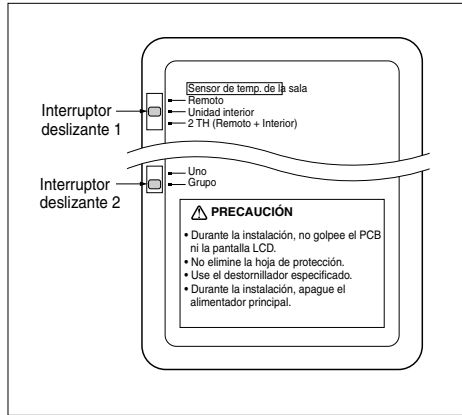 Sensor de temp. de la sala
Remoto
Unidad interior
2 TH (Remoto + Interior)
Interruptor
deslizante 1
Uno
Grupo
Interruptor
deslizante 2
PRECAUCIÓN
• Durante la instalación, no golpee el PCB
ni la pantalla LCD.
• No elimine la hoja de protección.
• Use el destornillador especificado.
• Durante la instalación, apague el
alimentador principal.